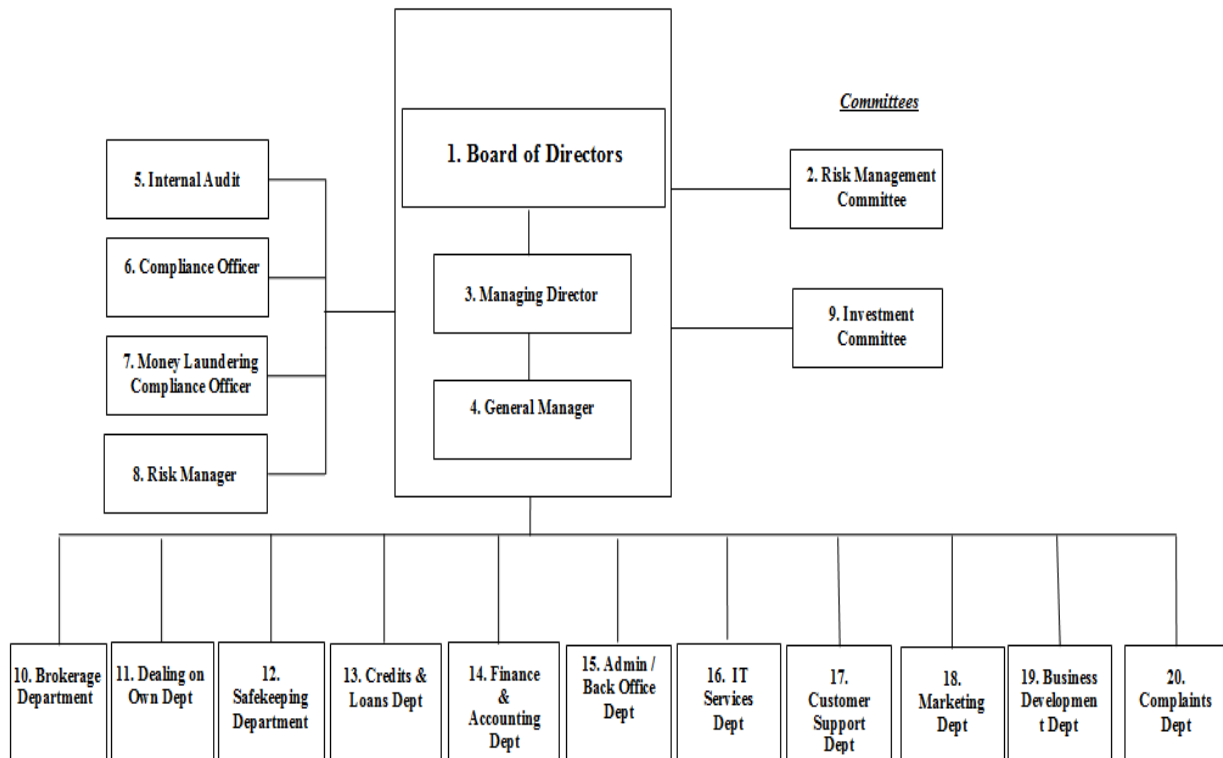 Committees
1. Board of Directors
2. Risk Management
Committee
3. Managing Director
4. General Manager
5. Internal Audit
6. Compliance Officer
7. Money Laundering
Compliance Officer
8. Risk Manager
9. Investment
Committee
10. Brokerage
Department
11. Dealing on
Own Dept
12.
Safekeeping
Department
13. Credits &
Loans Dept
14. Finance
&
Accounting
Dept
15. Admin /
Back Office
Dept
16. IT
Services
Dept
17.
Customer
Support
Dept
18.
Marketing
Dept
19. Business
Developmen
t Dept
20.
Complaints
Dept